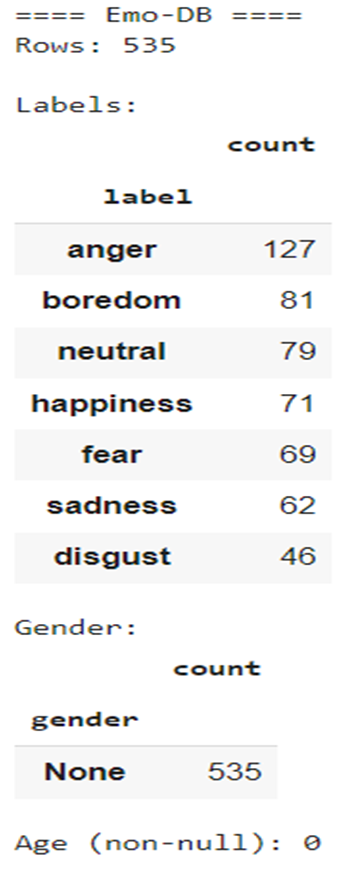 ==== Emo-DB ====
Rows: 535
Labels:
count
label
anger 127
boredom 81
neutral 79
happiness 71
fear 69
sadness 62
disgust 46
Gender:
count
gender
None 535
Age (non-null): 0